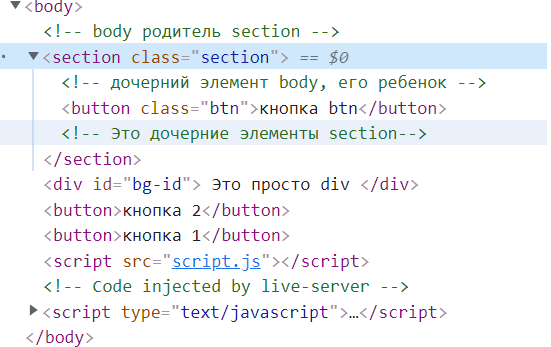 ▼<body>
<!-- body родитель section -->
▼<section class="section"> == $0
<!-- дочерний элемент body, его ребенок -->
<button class="btn">кнопка btn</button>
<!-- Это дочерние элементы section-->
</section>
<div id="bg-id"> Это просто div </div>
<button>кнопка 2</button>
<button>кнопка 1</button>
<script src="script.js"></script>
<!-- Code injected by live-server -->
▶<script type="text/javascript">…</script>
</body>